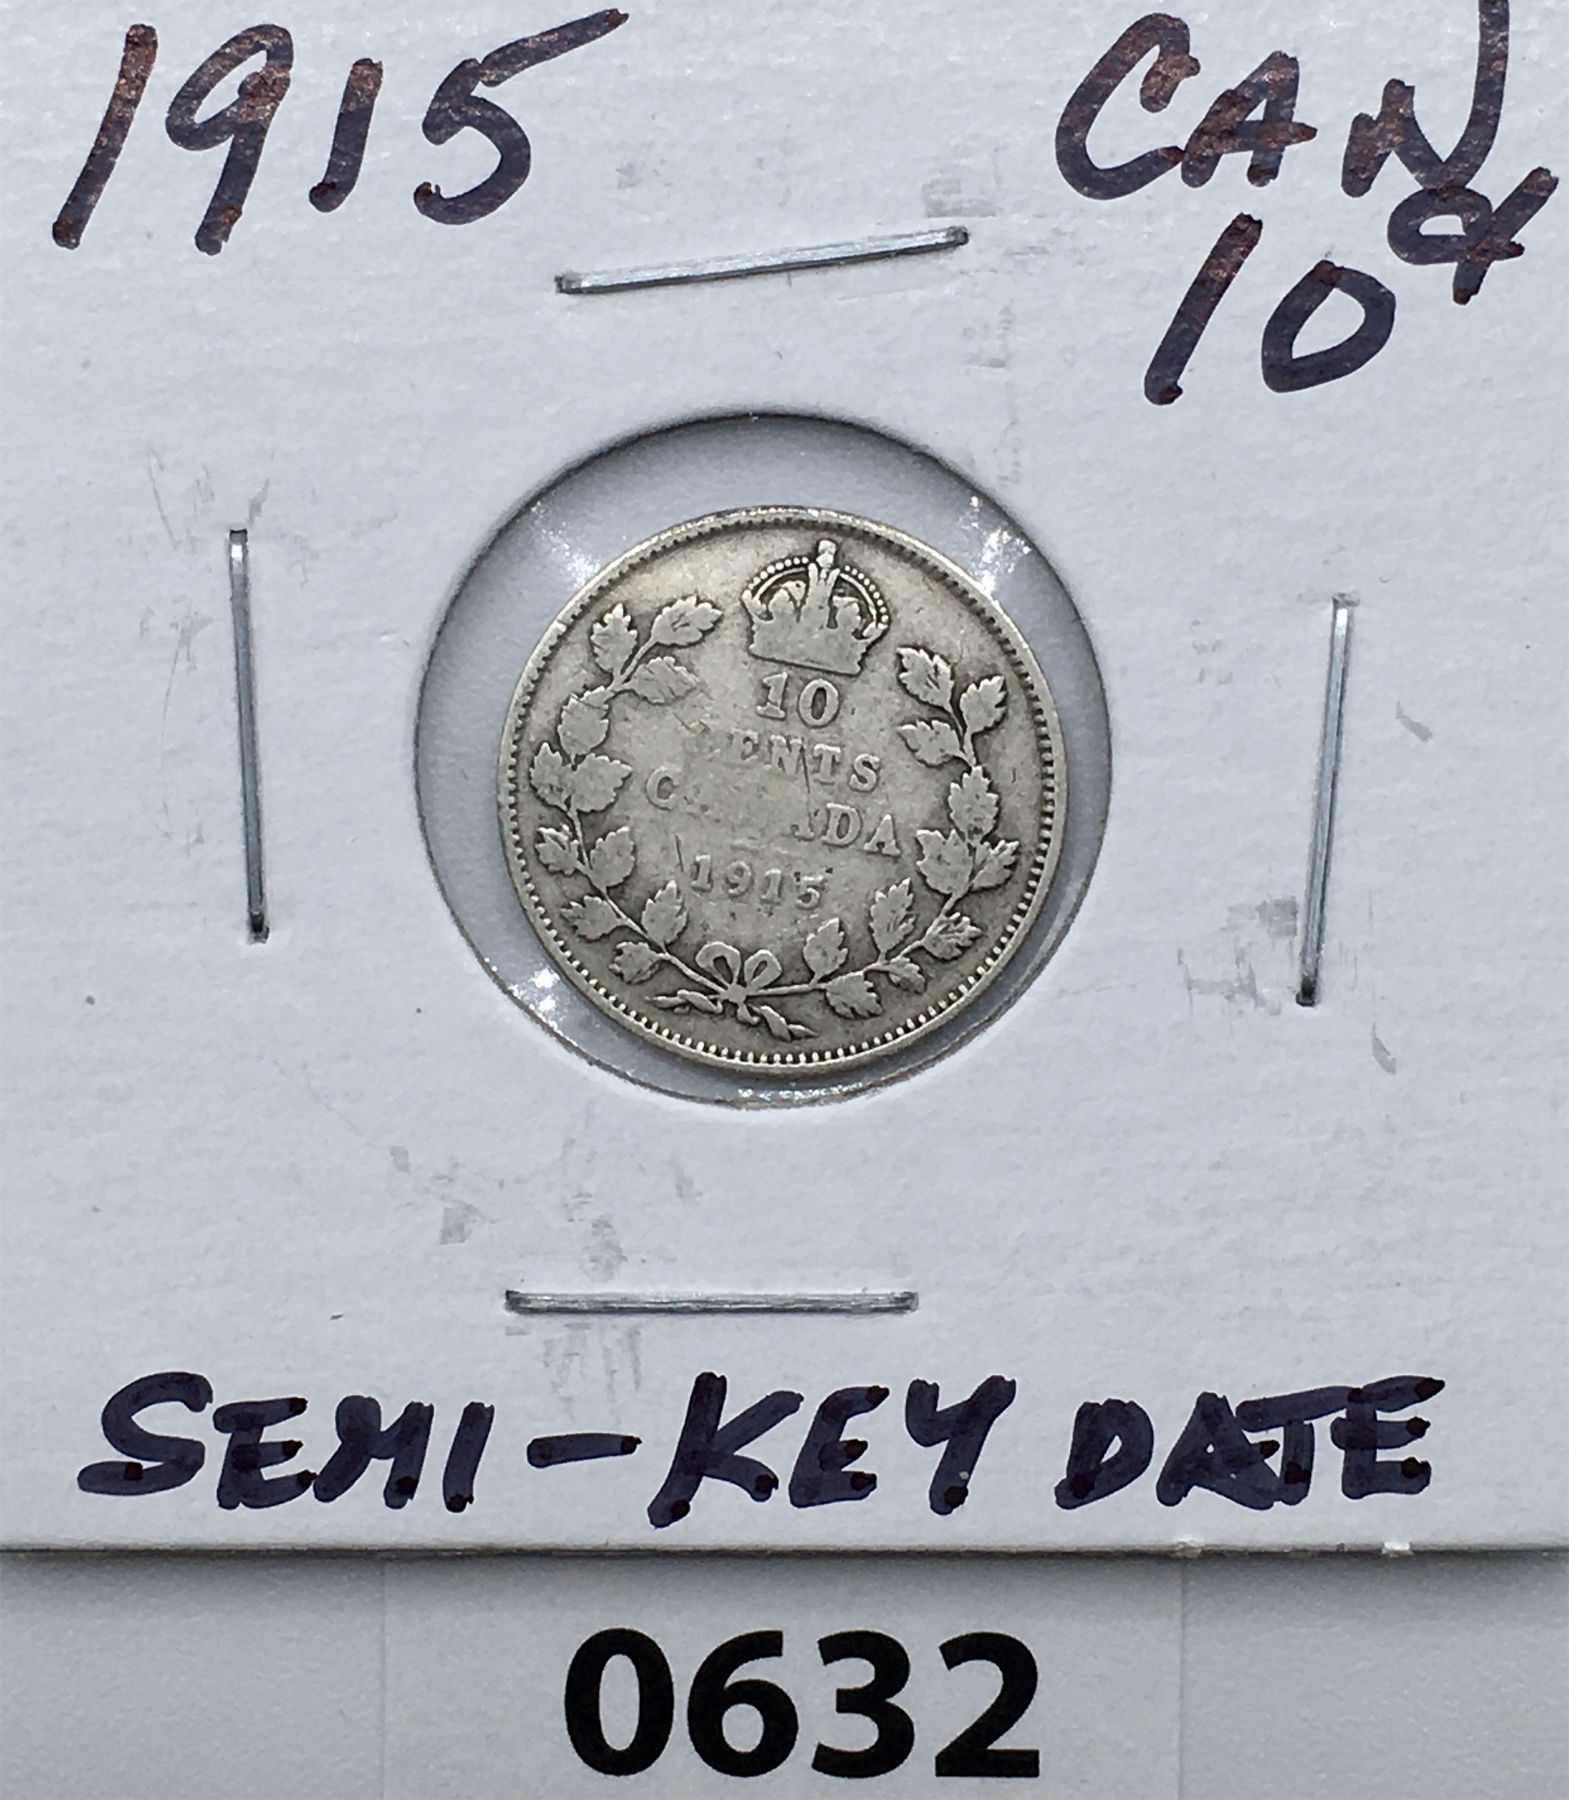 1915 CAN
10¢
10
CENTS
CANADA
1915
SEMI-KEY DATE
0632